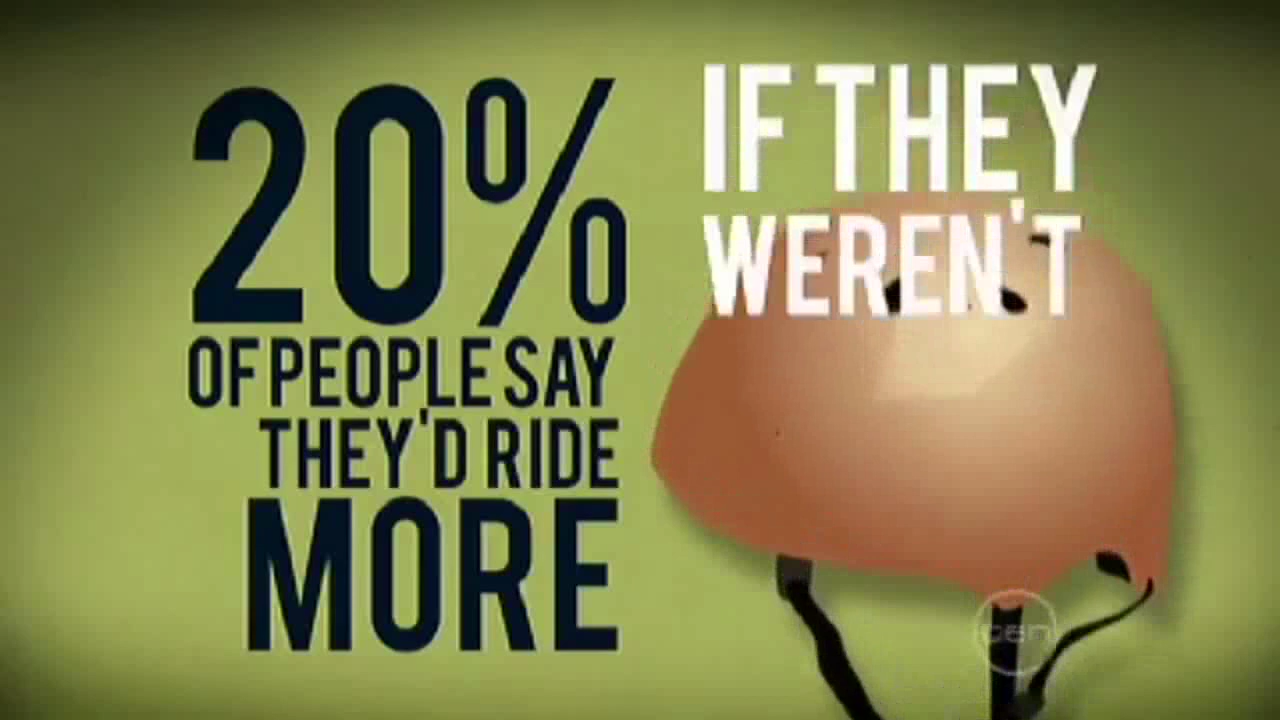 20%
OF PEOPLE SAY
THEY'D RIDE
MORE
IF THEY
WEREN'T